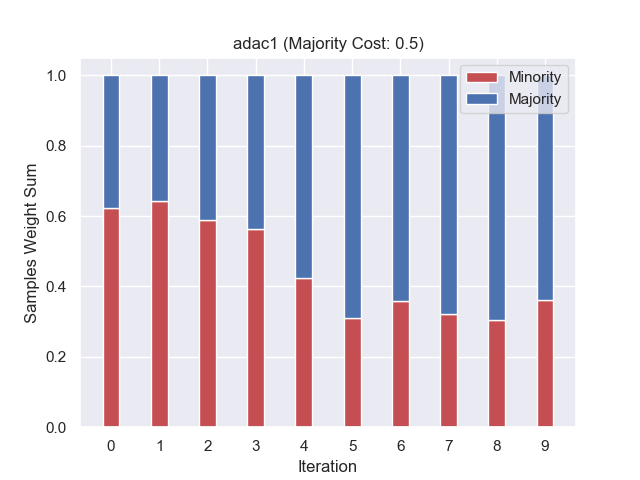 adac1 (Majority Cost: 0.5)
Minority
Majority
1.0
0.8
0.6
0.4
0.2
0.0
Samples Weight Sum
0 1 2 3 4 5 6 7 8 9
Iteration